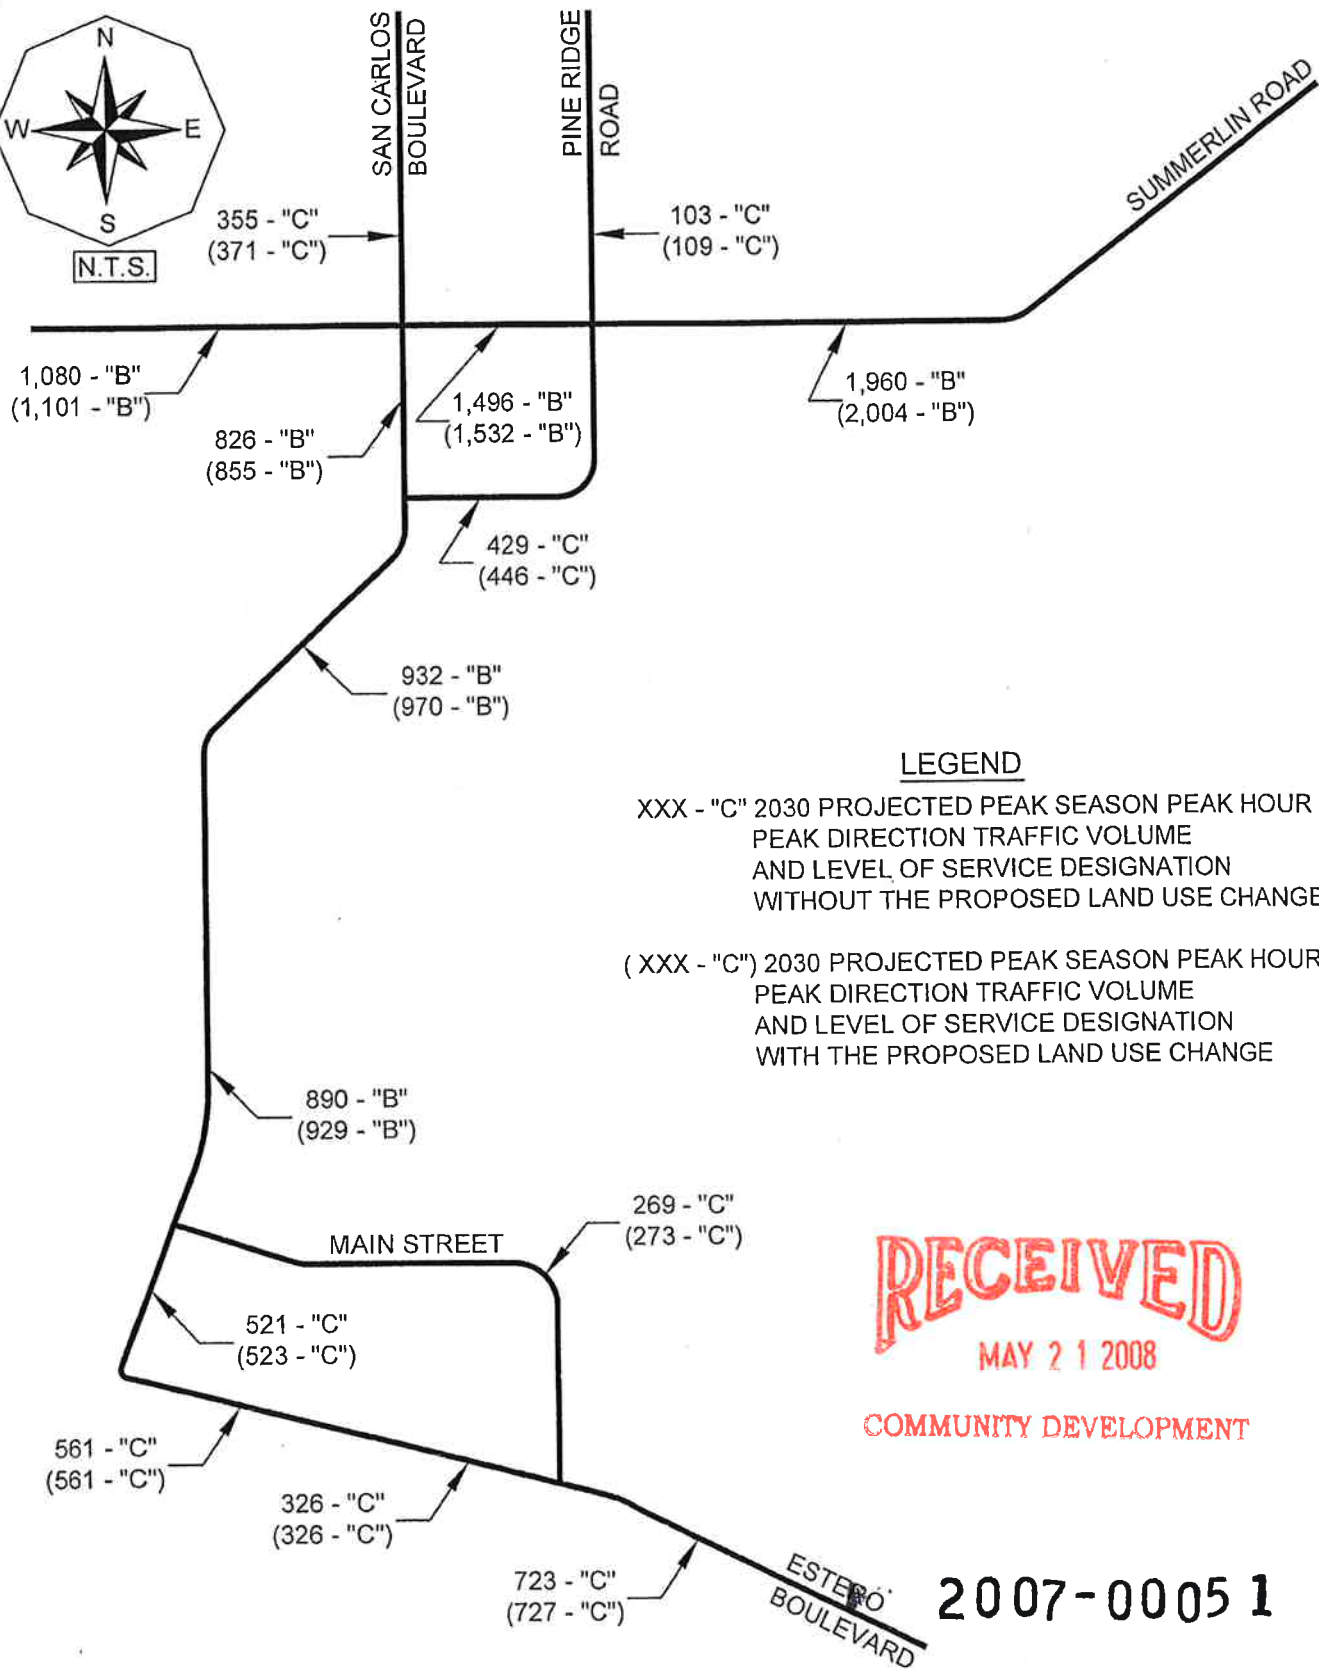 N
W
E
S
N.T.S.
SAN CARLOS
BOULEVARD
PINE RIDGE
ROAD
SUMMERLIN ROAD
355 - "C"
(371 - "C")
103 - "C"
(109 - "C")
1,080 - "B"
(1,101 - "B")
1,496 - "B"
(1,532 - "B")
1,960 - "B"
(2,004 - "B")
826 - "B"
(855 - "B")
429 - "C"
(446 - "C")
932 - "B"
(970 - "B")
LEGEND
XXX - "C" 2030 PROJECTED PEAK SEASON PEAK HOUR
PEAK DIRECTION TRAFFIC VOLUME
AND LEVEL OF SERVICE DESIGNATION
WITHOUT THE PROPOSED LAND USE CHANGE
( XXX - "C") 2030 PROJECTED PEAK SEASON PEAK HOUR
PEAK DIRECTION TRAFFIC VOLUME
AND LEVEL OF SERVICE DESIGNATION
WITH THE PROPOSED LAND USE CHANGE
890 - "B"
(929 - "B")
269 - "C"
(273 - "C")
MAIN STREET
521 - "C"
(523 - "C")
RECEIVED
MAY 2 1 2008
COMMUNITY DEVELOPMENT
561 - "C"
(561 - "C")
326 - "C"
(326 - "C")
723 - "C"
(727 - "C")
ESTERO
BOULEVARD
2007-00051